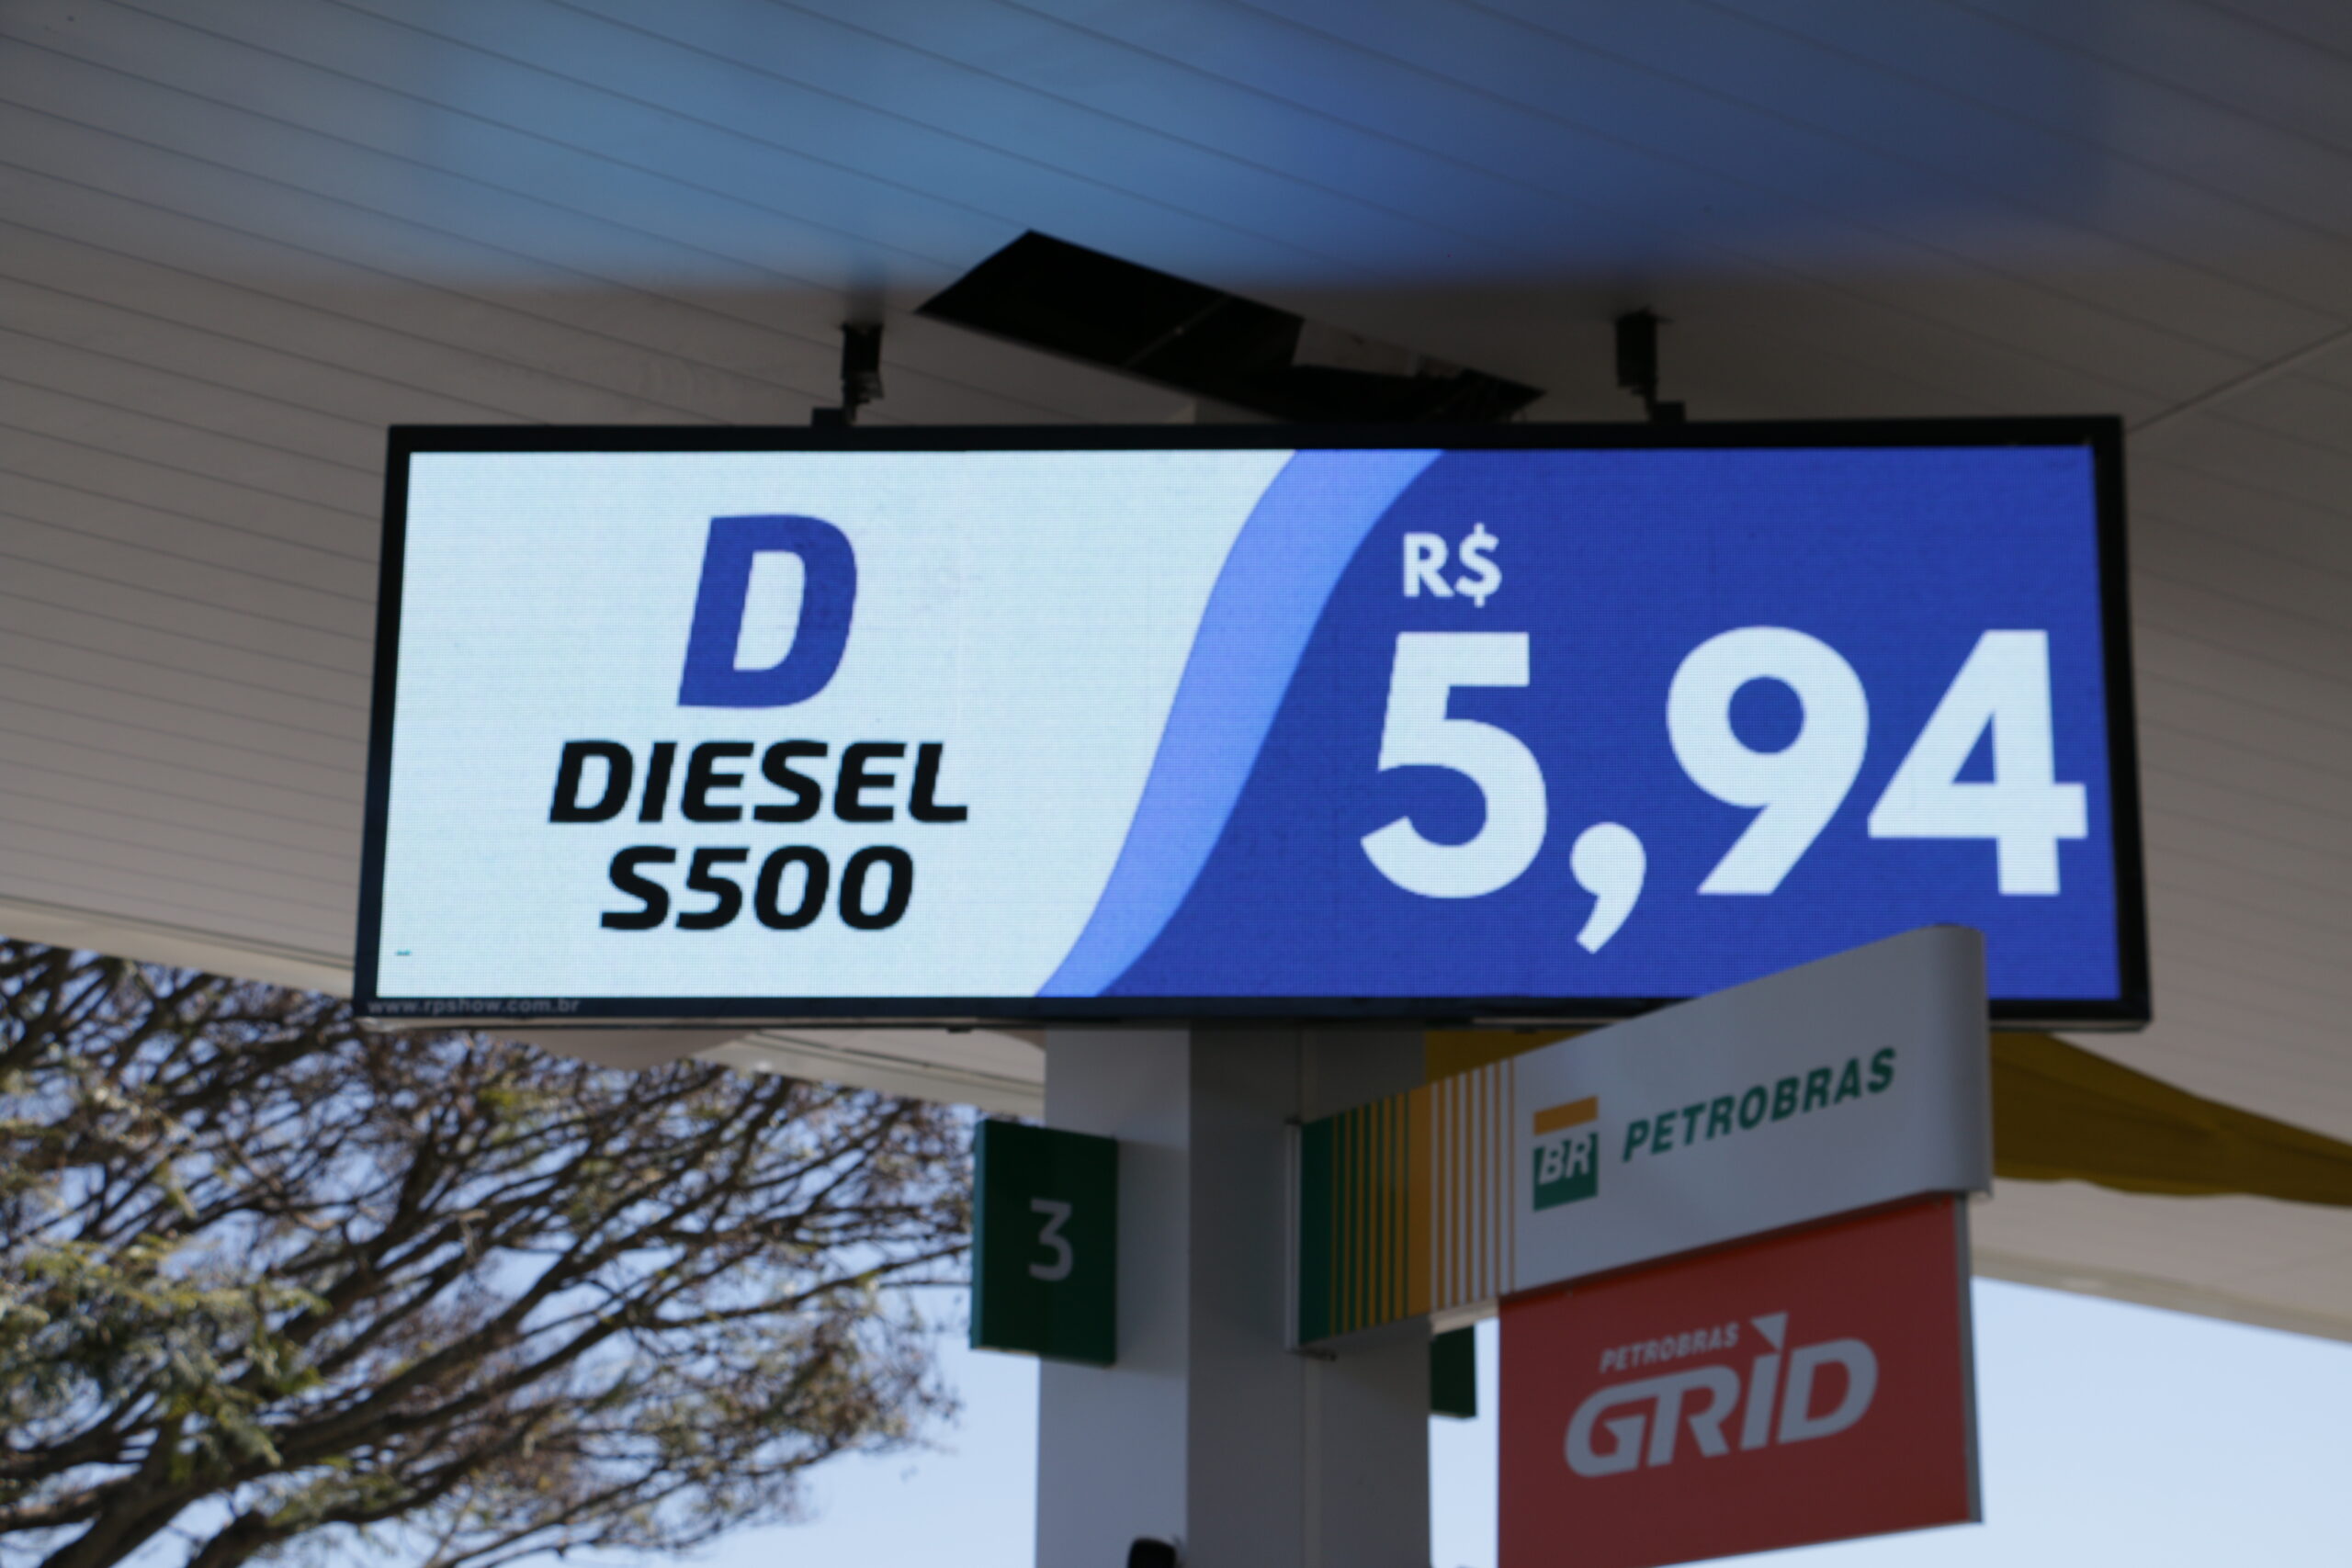 D
DIESEL
S500
R$
5,94
www.rpshow.com.br
3
BR PETROBRAS
PETROBRAS
GRID